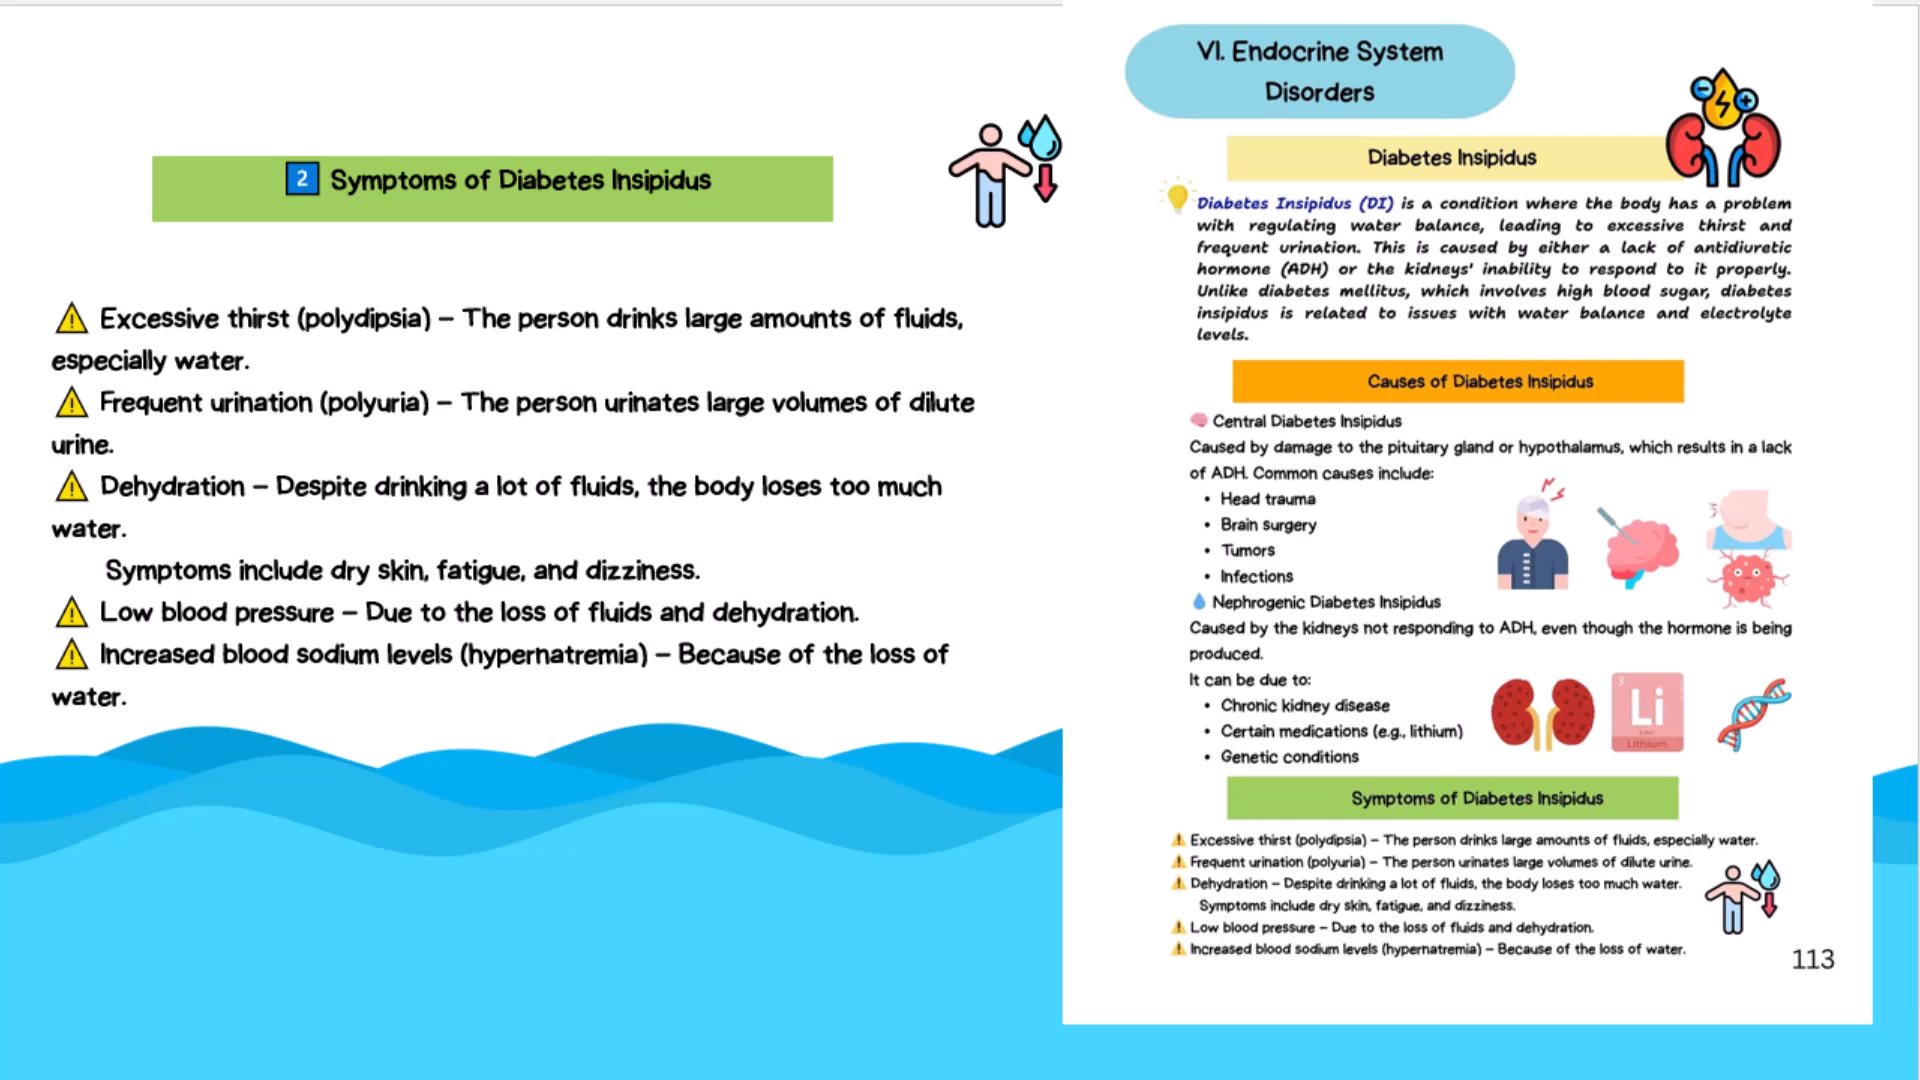 2 Symptoms of Diabetes Insipidus
Excessive thirst (polydipsia) – The person drinks large amounts of fluids,
especially water.
Frequent urination (polyuria) – The person urinates large volumes of dilute
urine.
Dehydration – Despite drinking a lot of fluids, the body loses too much
water.
Symptoms include dry skin, fatigue, and dizziness.
Low blood pressure – Due to the loss of fluids and dehydration.
Increased blood sodium levels (hypernatremia) – Because of the loss of
water.
VI. Endocrine System
Disorders
Diabetes Insipidus
Diabetes Insipidus (DI) is a condition where the body has a problem
with regulating water balance, leading to excessive thirst and
frequent urination. This is caused by either a lack of antidiuretic
hormone (ADH) or the kidneys' inability to respond to it properly.
Unlike diabetes mellitus, which involves high blood sugar, diabetes
insipidus is related to issues with water balance and electrolyte
levels.
Causes of Diabetes Insipidus
Central Diabetes Insipidus
Caused by damage to the pituitary gland or hypothalamus, which results in a lack
of ADH. Common causes include:
• Head trauma
• Brain surgery
• Tumors
• Infections
Nephrogenic Diabetes Insipidus
Caused by the kidneys not responding to ADH, even though the hormone is being
produced.
It can be due to:
• Chronic kidney disease
• Certain medications (e.g., lithium)
• Genetic conditions
3
Li
Lithium
Symptoms of Diabetes Insipidus
Excessive thirst (polydipsia) – The person drinks large amounts of fluids, especially water.
Frequent urination (polyuria) – The person urinates large volumes of dilute urine.
Dehydration – Despite drinking a lot of fluids, the body loses too much water.
Symptoms include dry skin, fatigue, and dizziness.
Low blood pressure – Due to the loss of fluids and dehydration.
Increased blood sodium levels (hypernatremia) – Because of the loss of water.
113